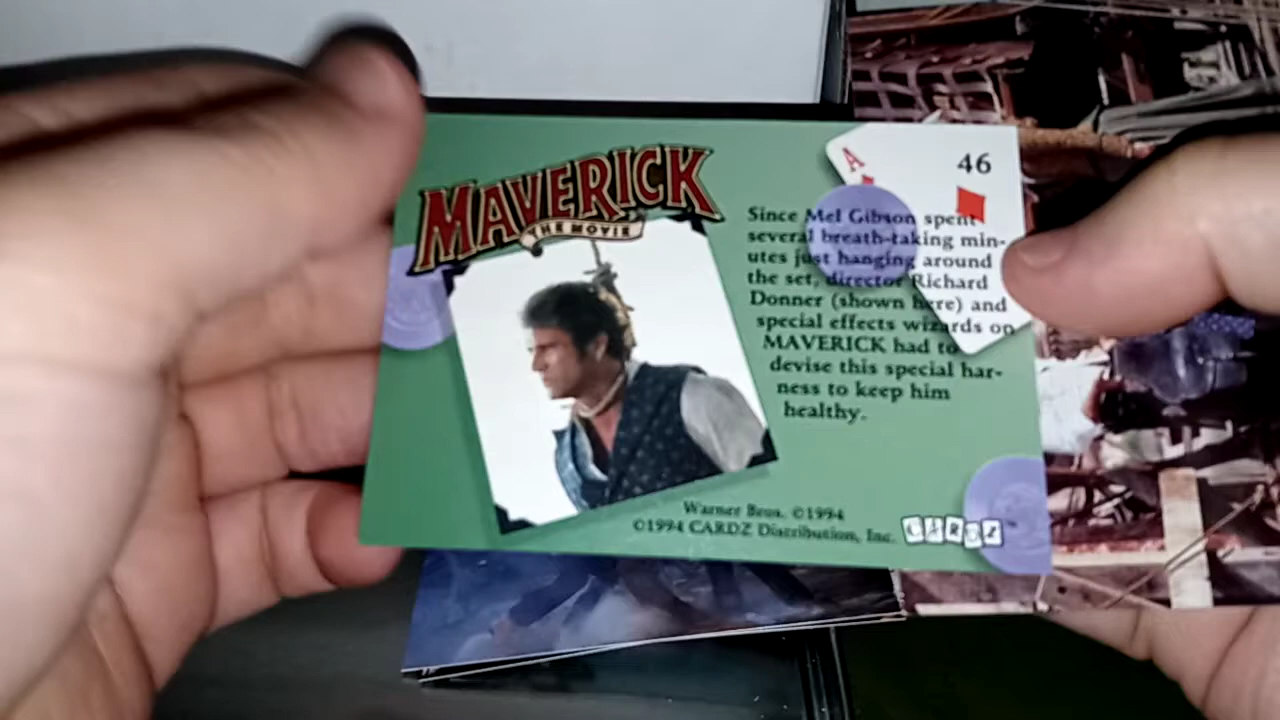 MAVERICK
THE MOVIE
A
46
Since Mel Gibson spent
several breath-taking min-
utes just hanging around
the set, director Richard
Donner (shown here) and
special effects wizards on
MAVERICK had to
devise this special har-
ness to keep him
healthy.
Warner Bros. ©1994
©1994 CARDZ Distribution, Inc.
CARDZ